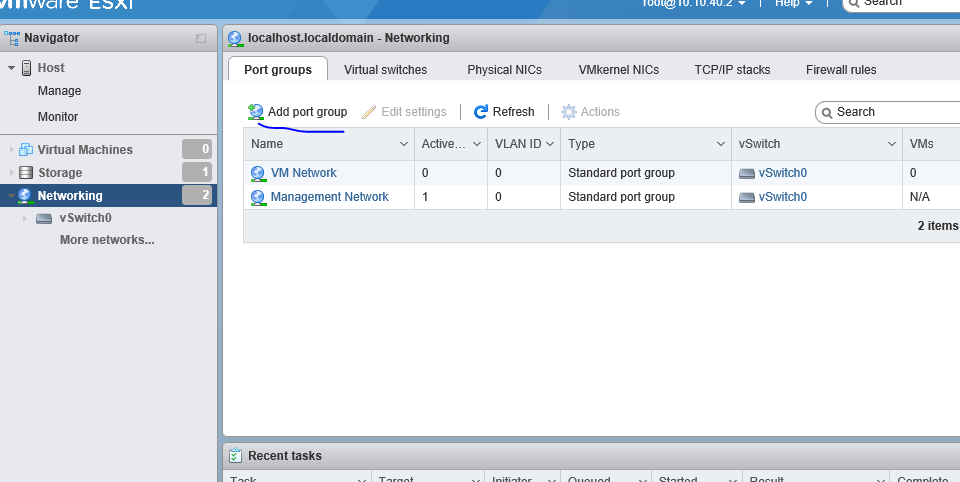 vmware ESXi root@10.10.40.2 Help Search
Navigator
Host
Manage
Monitor
Virtual Machines 0
Storage 1
Networking 2
vSwitch0
More networks...
localhost.localdomain - Networking
Port groups Virtual switches Physical NICs VMkernel NICs TCP/IP stacks Firewall rules
Add port group Edit settings Refresh Actions Search
Name Active... VLAN ID Type vSwitch VMs
VM Network 0 0 Standard port group vSwitch0 0
Management Network 1 0 Standard port group vSwitch0 N/A
2 items
Recent tasks
Task Target Initiator Queued Started Result Complete